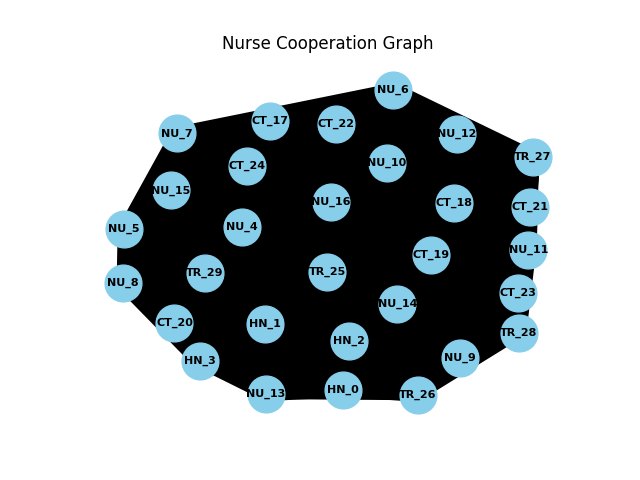 Nurse Cooperation Graph
NU_6
CT_17
CT_22
NU_7
NU_12
TR_27
NU_10
CT_24
NU_15
NU_16
CT_18
CT_21
NU_4
NU_5
NU_11
CT_19
TR_25
TR_29
NU_8
CT_23
NU_14
CT_20
HN_1
TR_28
HN_2
NU_9
HN_3
HN_0
NU_13
TR_26